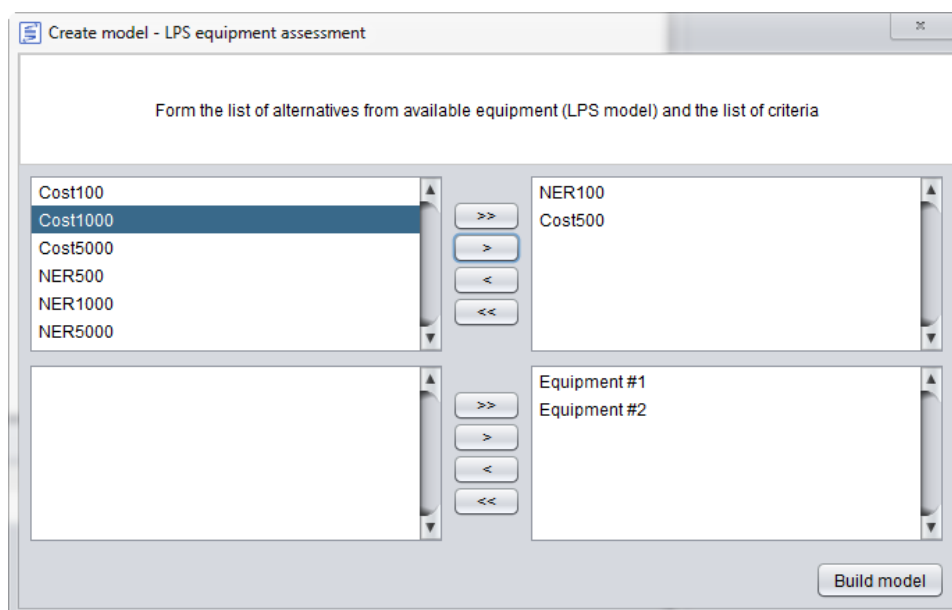 Create model - LPS equipment assessment
Form the list of alternatives from available equipment (LPS model) and the list of criteria
Cost100
Cost1000
Cost5000
NER500
NER1000
NER5000
>>
>
<
<<
NER100
Cost500
>>
>
<
<<
Equipment #1
Equipment #2
Build model